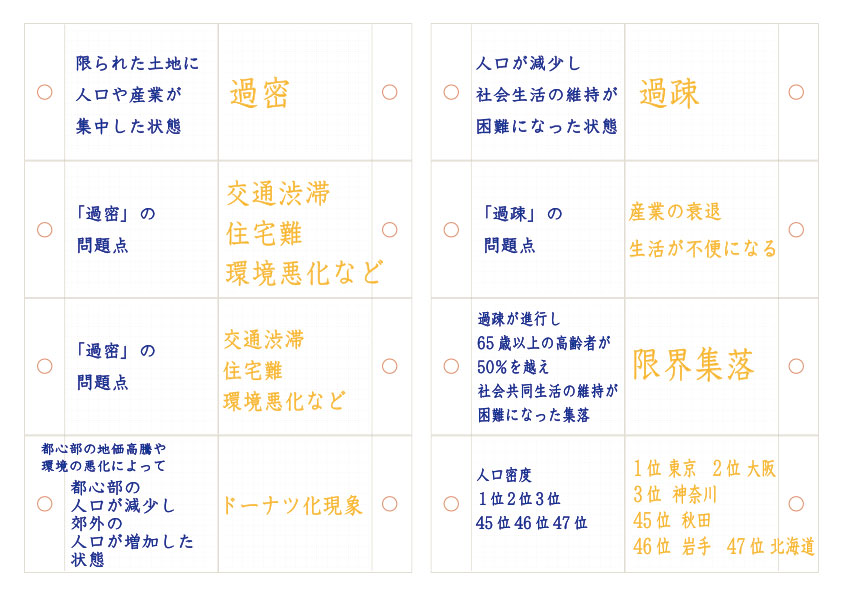 限られた土地に
人口や産業が
集中した状態
過密
「過密」の
問題点
交通渋滞
住宅難
環境悪化など
「過密」の
問題点
交通渋滞
住宅難
環境悪化など
都心部の地価高騰や
環境の悪化によって
都心部の
人口が減少し
郊外の
人口が増加した
状態
ドーナツ化現象
人口が減少し
社会生活の維持が
困難になった状態
過疎
「過疎」の
問題点
産業の衰退
生活が不便になる
過疎が進行し
65歳以上の高齢者が
50%を越え
社会共同生活の維持が
困難になった集落
限界集落
人口密度
1位2位3位
45位46位47位
1位 東京 2位 大阪
3位 神奈川
45位 秋田
46位 岩手 47位 北海道